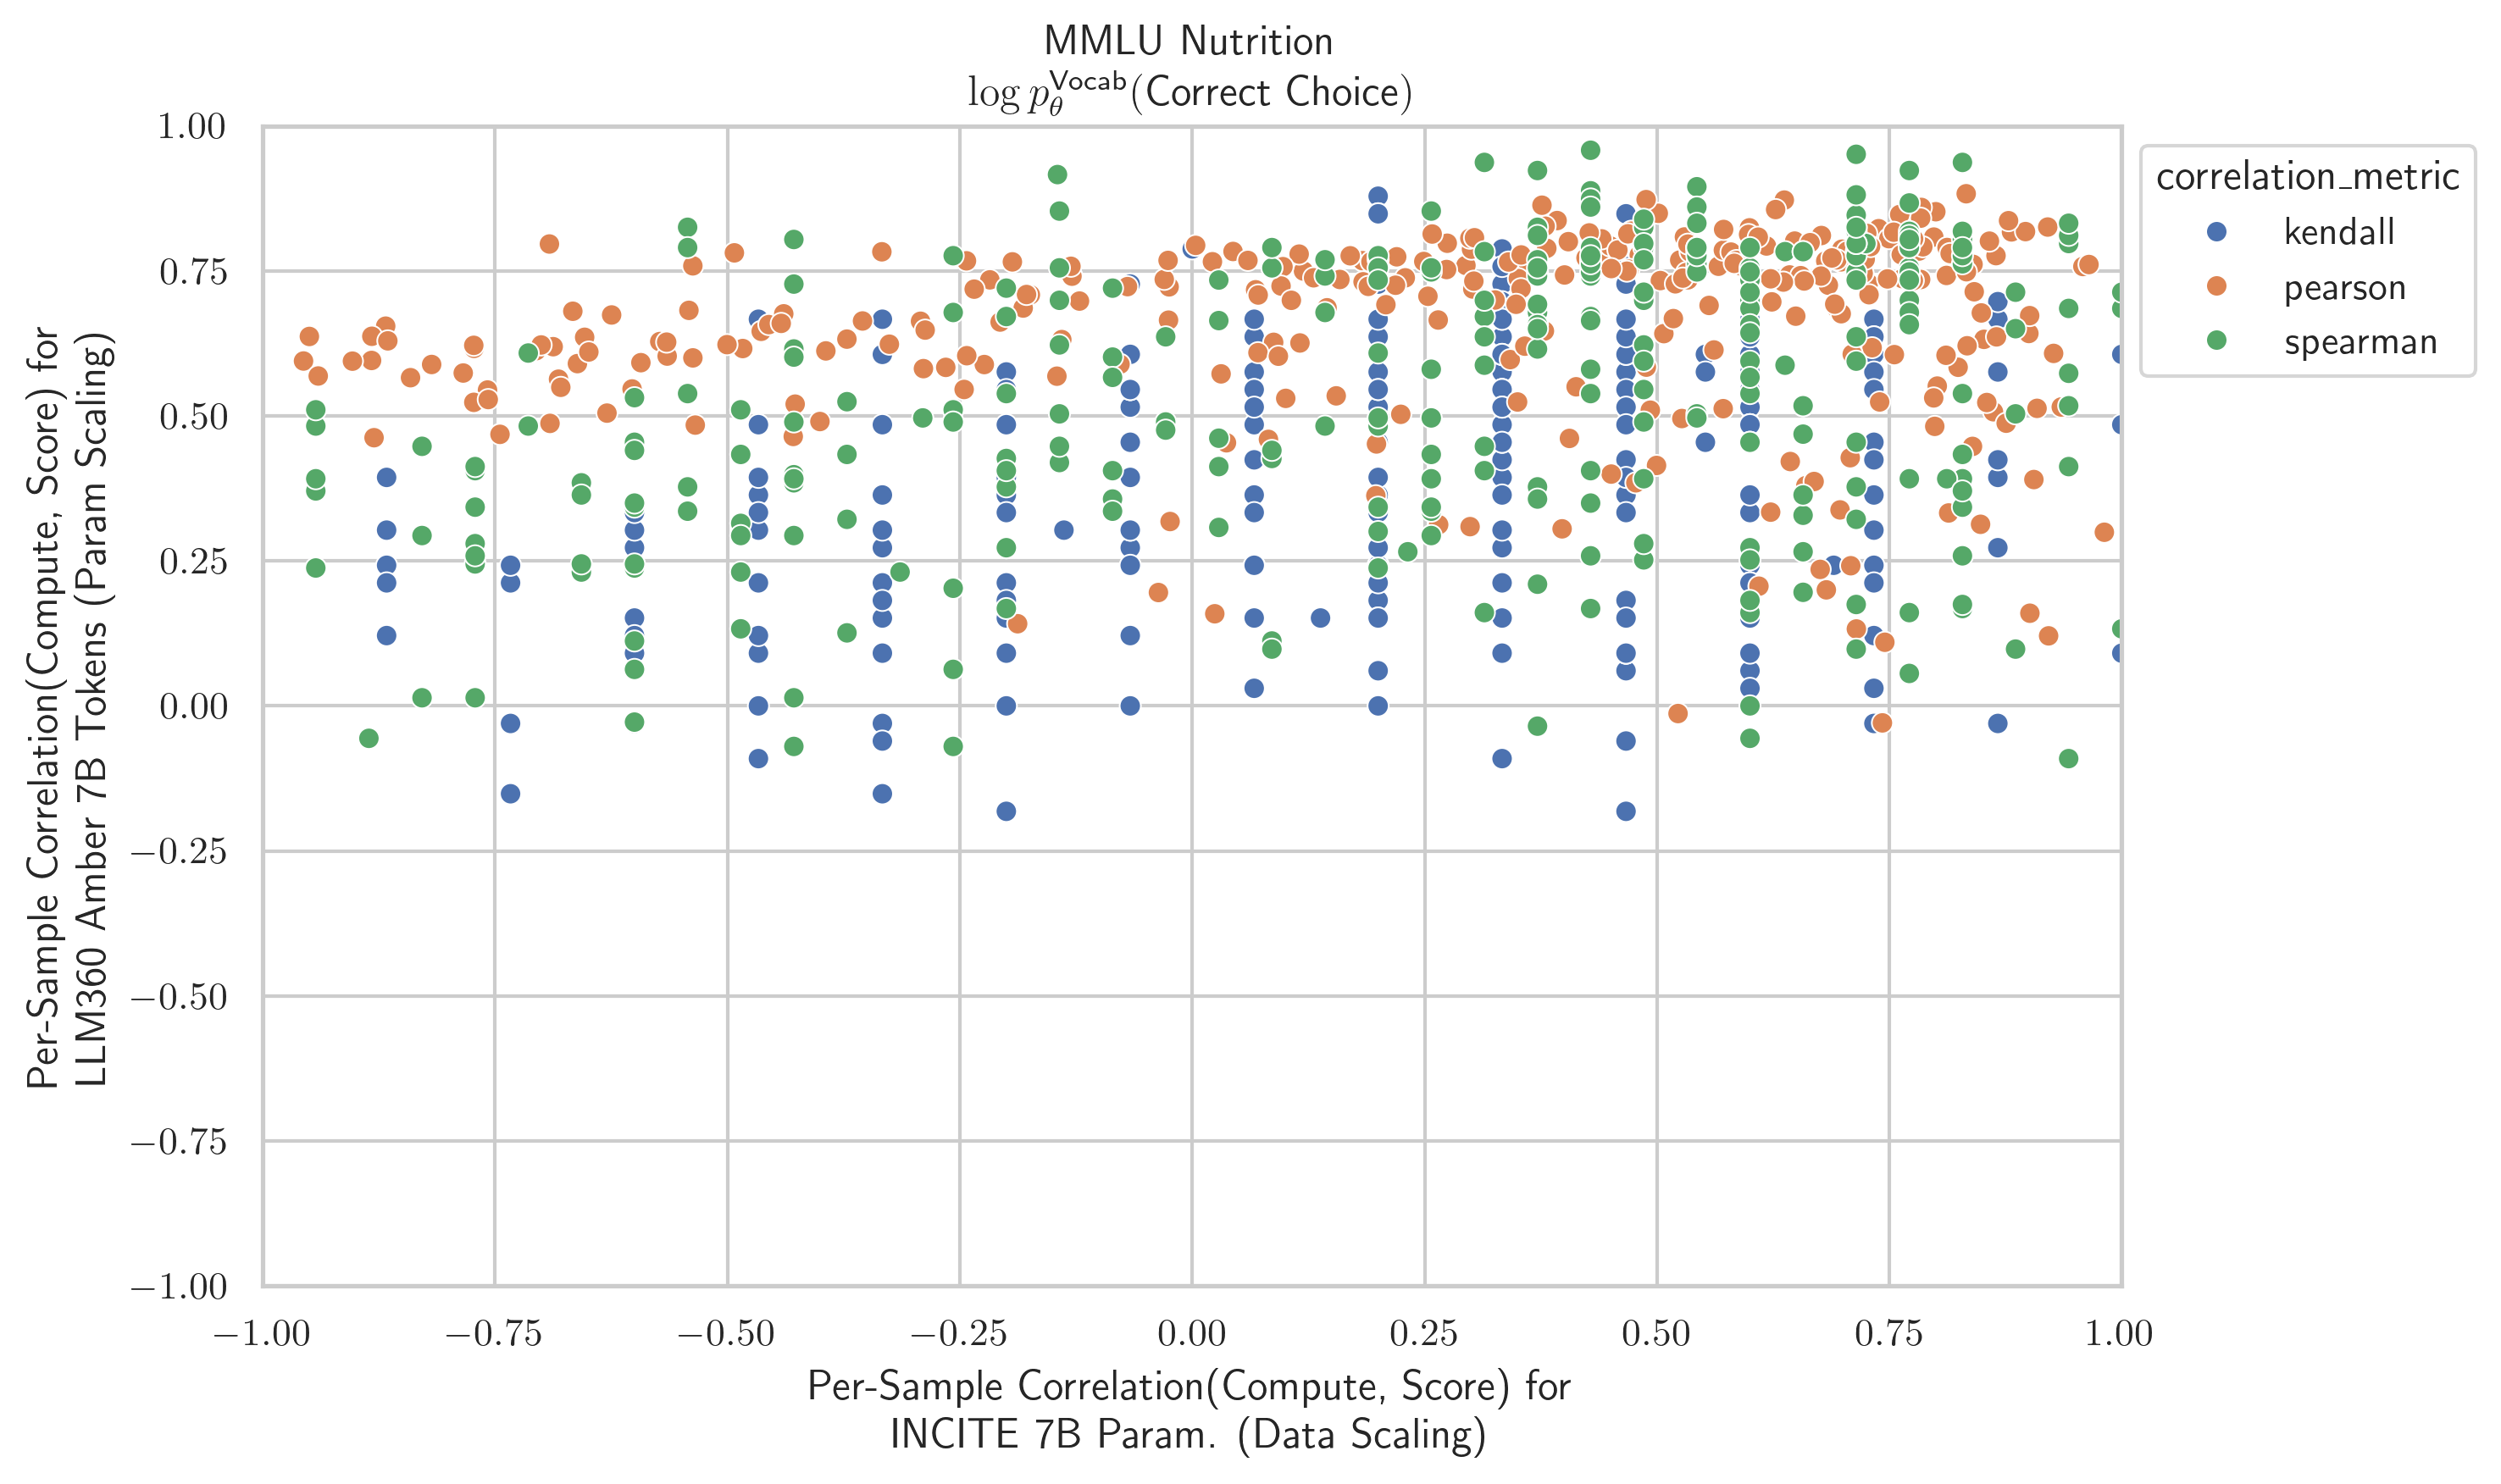 MMLU Nutrition
log p_θ^Vocab(Correct Choice)
Per-Sample Correlation(Compute, Score) for
LLM360 Amber 7B Tokens (Param Scaling)
1.00
0.75
0.50
0.25
0.00
−0.25
−0.50
−0.75
−1.00
−1.00 −0.75 −0.50 −0.25 0.00 0.25 0.50 0.75 1.00
Per-Sample Correlation(Compute, Score) for
INCITE 7B Param. (Data Scaling)
correlation_metric
kendall
pearson
spearman